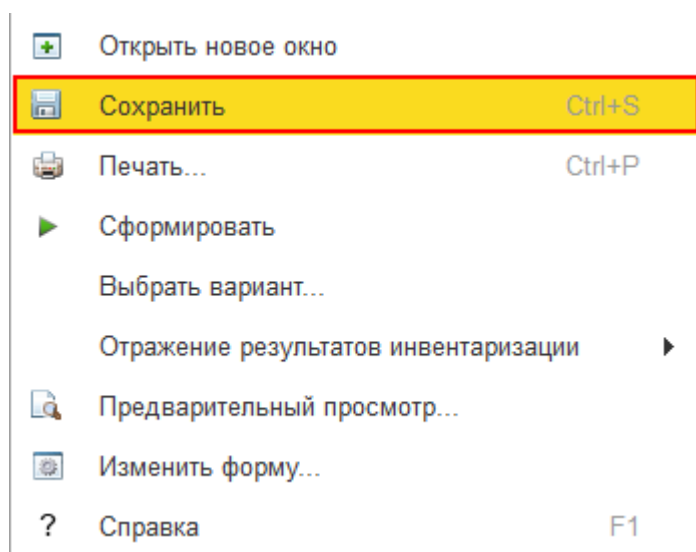 Открыть новое окно
Сохранить Ctrl+S
Печать... Ctrl+P
Сформировать
Выбрать вариант...
Отражение результатов инвентаризации
Предварительный просмотр...
Изменить форму...
? Справка F1